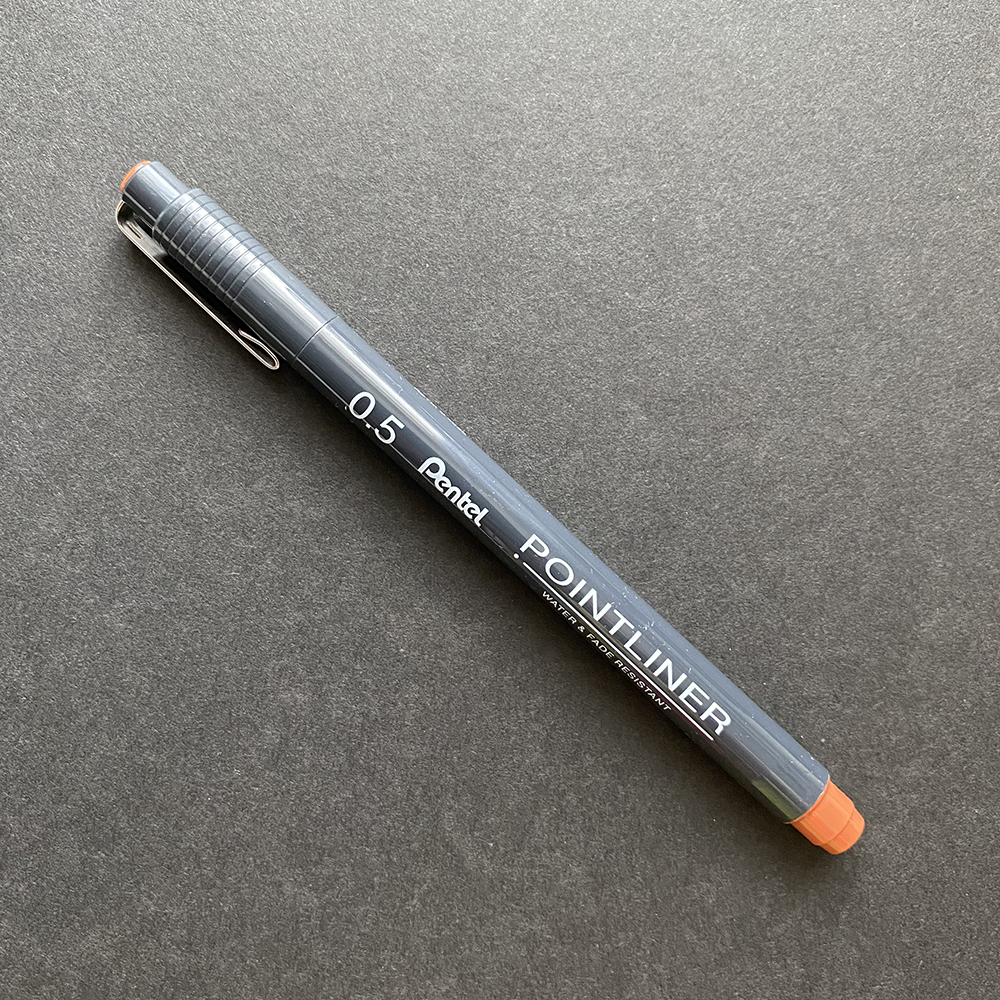 0.5 Pentel POINTLINER
WATER & FADE RESISTANT